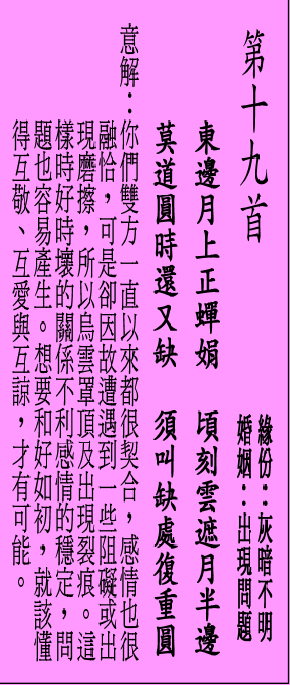 第十九首
緣份：灰暗不明
婚姻：出現問題
東邊月上正蟬娟　頃刻雲遮月半邊
莫道圓時還又缺　須叫缺處復重圓
意解：你們雙方一直以來都很契合，感情也很
融恰，可是卻因故遭遇到一些阻礙或出
現磨擦，所以烏雲罩頂及出現裂痕。這
樣時好時壞的關係不利感情的穩定，問
題也容易產生。想要和好如初，就該懂
得互敬、互愛與互諒，才有可能。